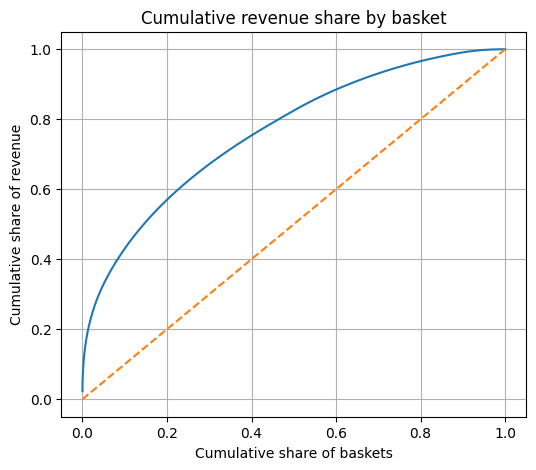 Cumulative revenue share by basket
Cumulative share of revenue
1.0
0.8
0.6
0.4
0.2
0.0
0.0 0.2 0.4 0.6 0.8 1.0
Cumulative share of baskets